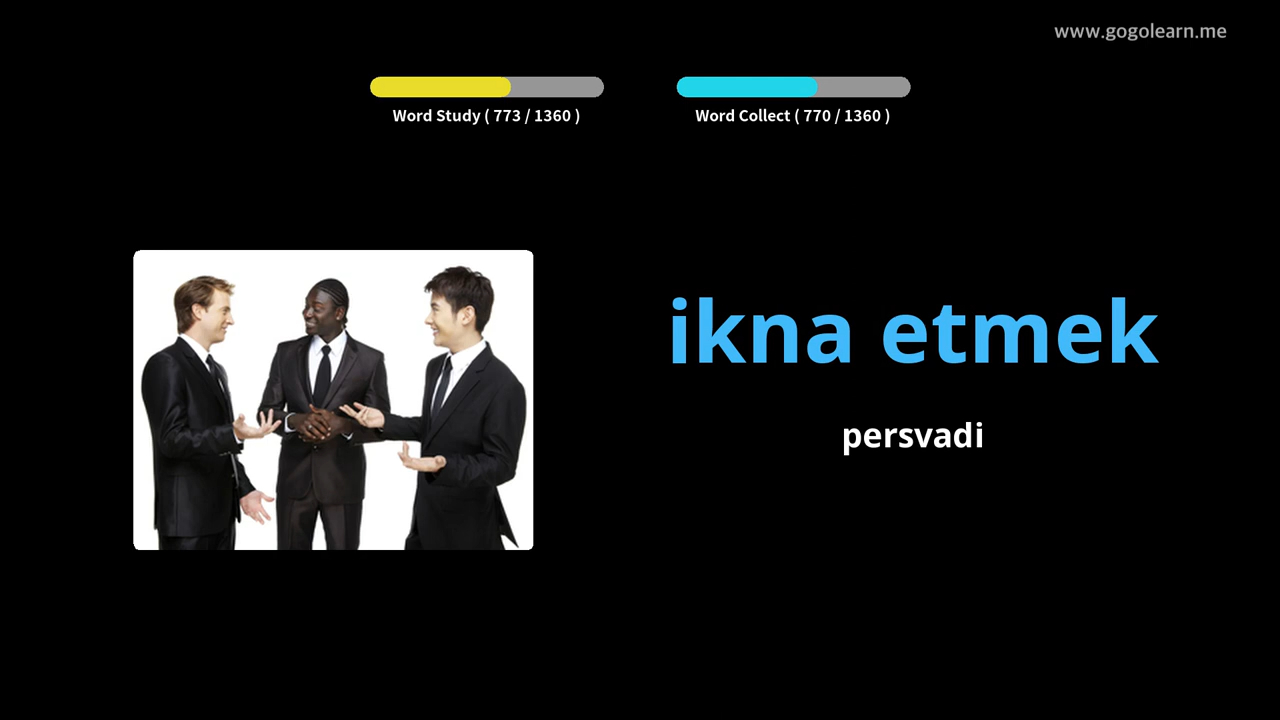 www.gogolearn.me
Word Study ( 773 / 1360 )
Word Collect ( 770 / 1360 )
ikna etmek
persvadi